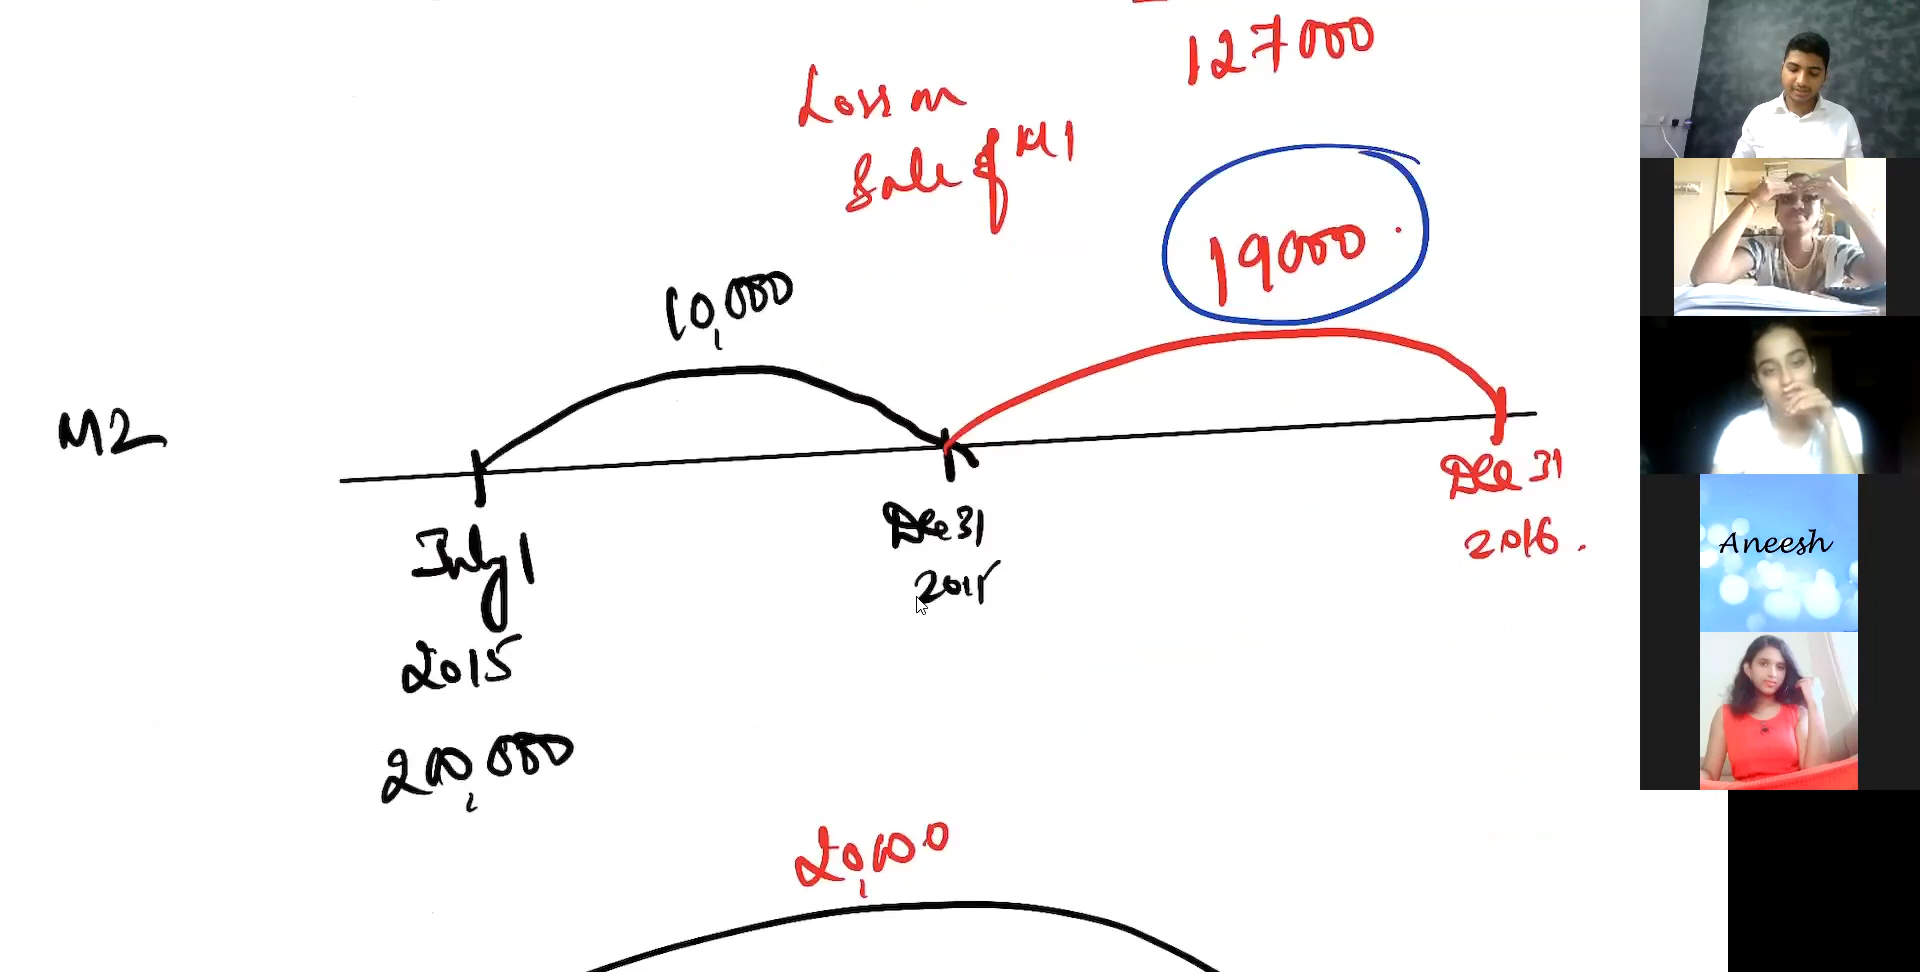 127000
Loss on
Sale of M1
19000.
10,000
M2
July 1
2015
200,000
Dec 31
2015
Dec 31
2016.
20,000
Aneesh